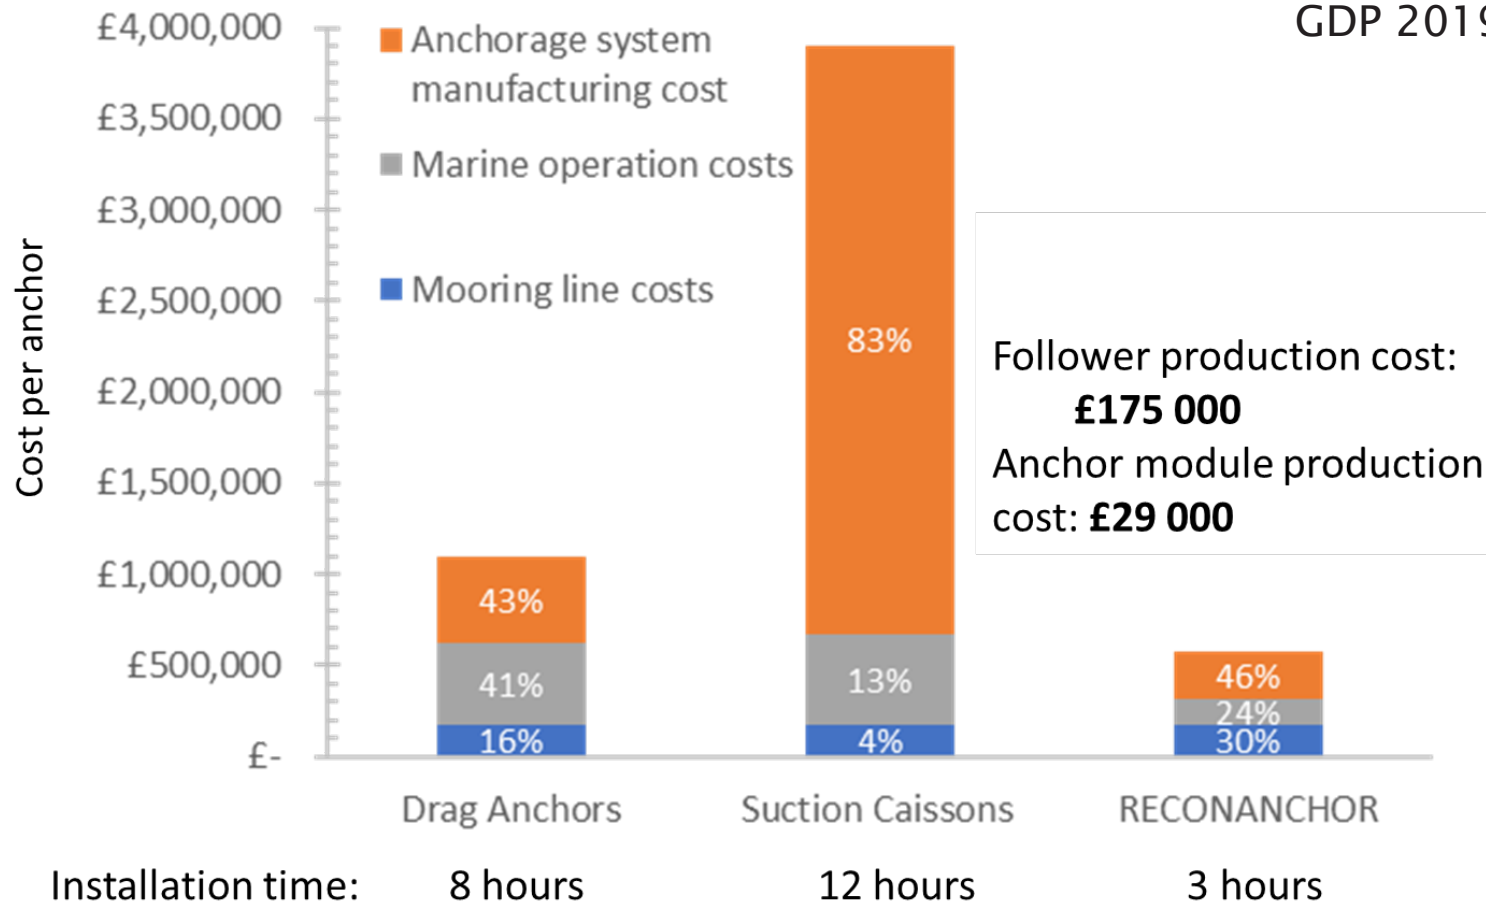 GDP 2019
£4,000,000
£3,500,000
£3,000,000
£2,500,000
£2,000,000
£1,500,000
£1,000,000
£500,000
£-
Cost per anchor
Anchorage system
manufacturing cost
Marine operation costs
Mooring line costs
43%
41%
16%
83%
13%
4%
46%
24%
30%
Follower production cost:
£175 000
Anchor module production
cost: £29 000
Drag Anchors
Suction Caissons
RECONANCHOR
Installation time:
8 hours
12 hours
3 hours